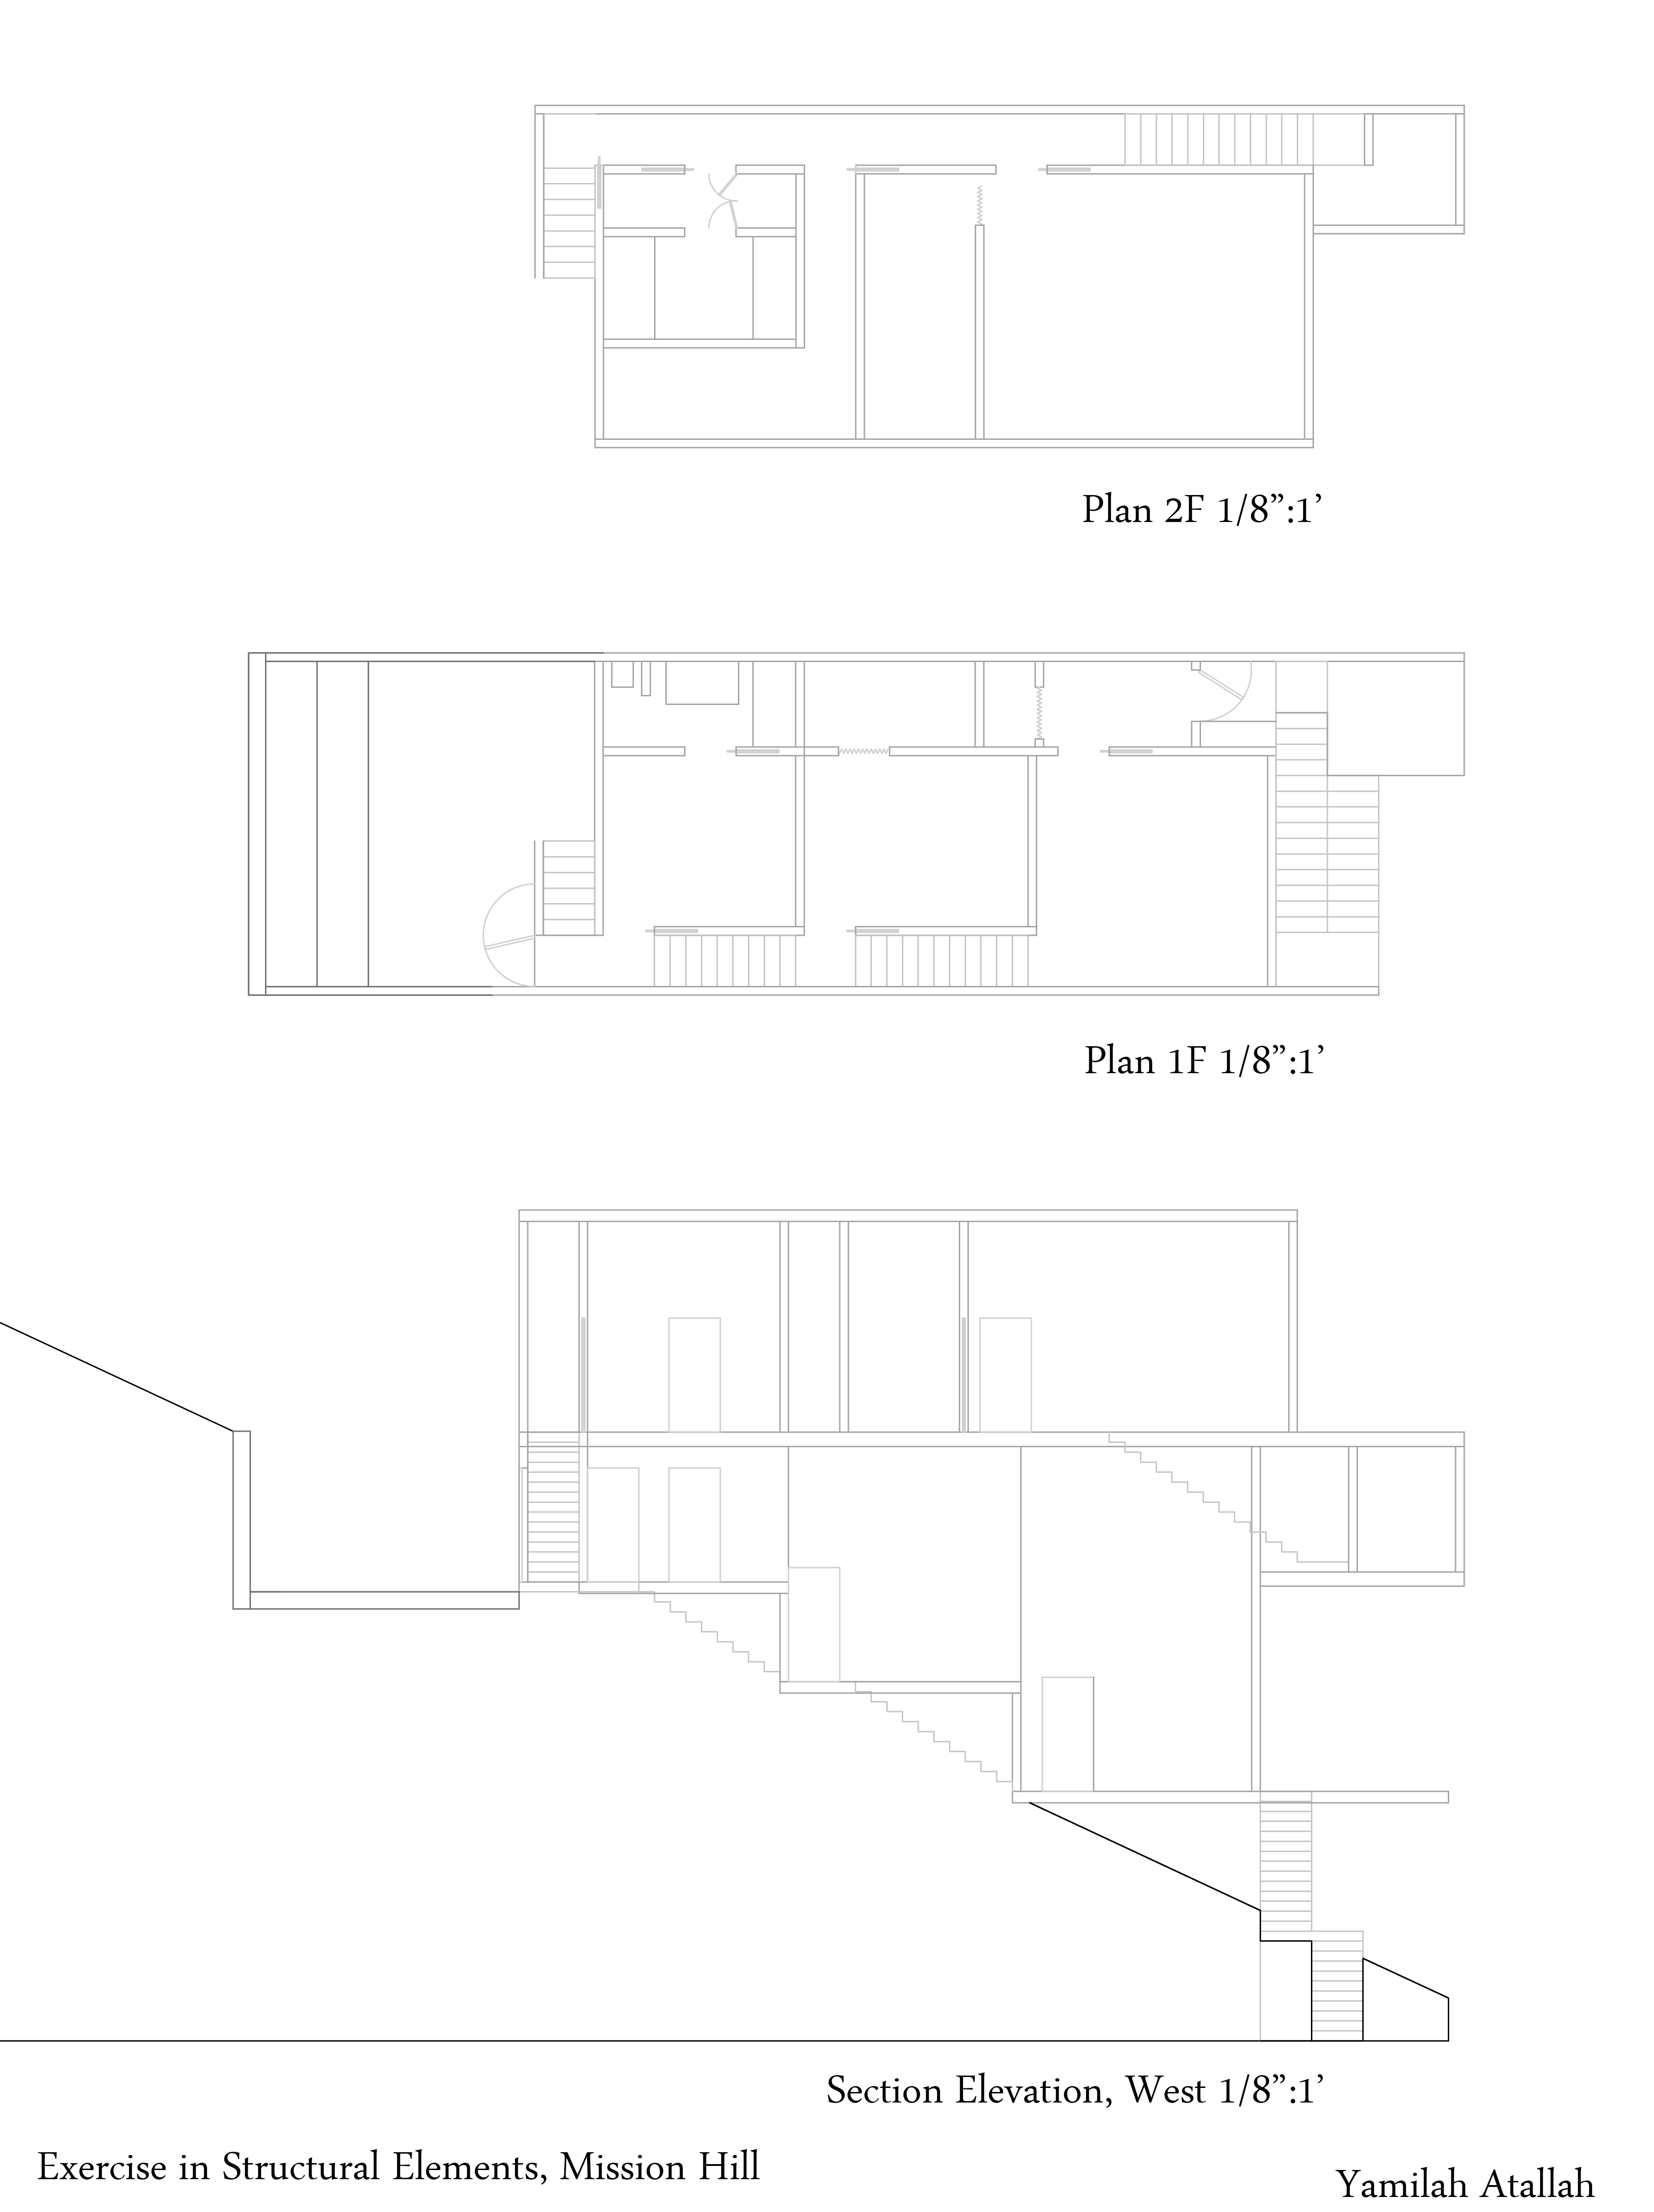 Plan 2F 1/8”:1’
Plan 1F 1/8”:1’
Section Elevation, West 1/8”:1’
Exercise in Structural Elements, Mission Hill
Yamilah Atallah